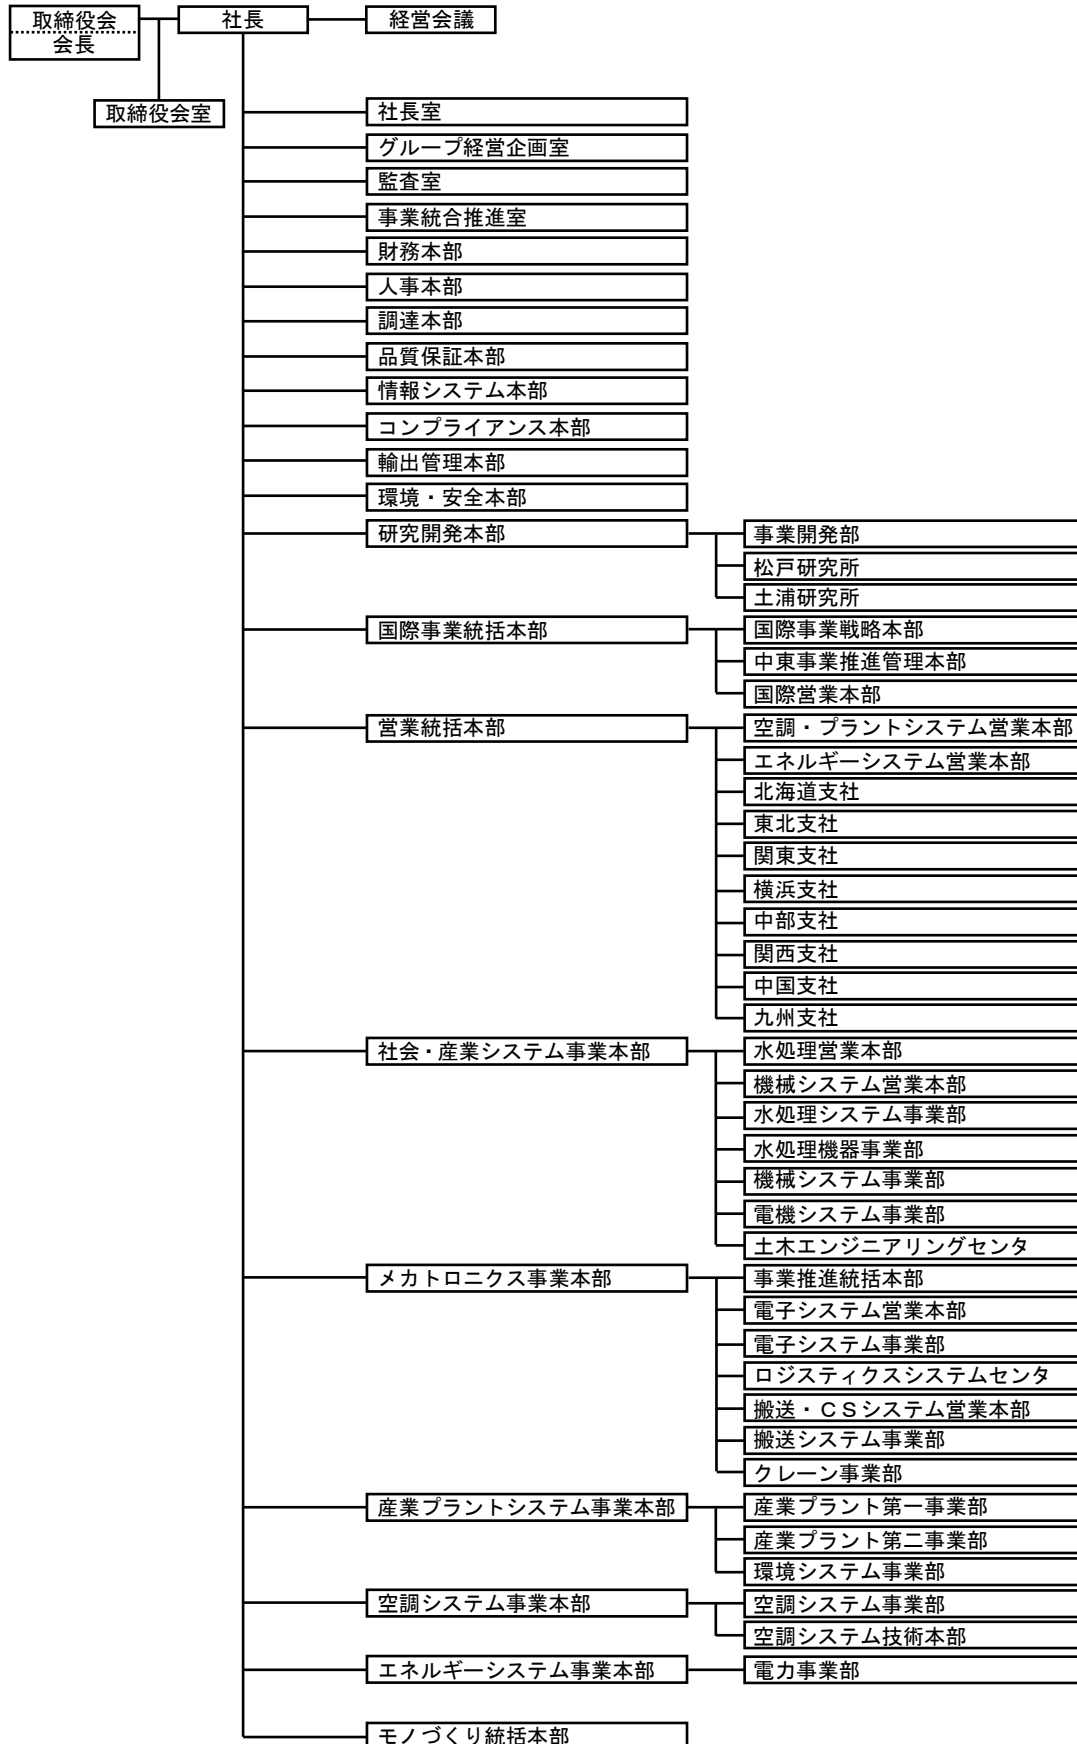 取締役会
会長
社長
経営会議
取締役会室
社長室
グループ経営企画室
監査室
事業統合推進室
財務本部
人事本部
調達本部
品質保証本部
情報システム本部
コンプライアンス本部
輸出管理本部
環境・安全本部
研究開発本部
事業開発部
松戸研究所
土浦研究所
国際事業統括本部
国際事業戦略本部
中東事業推進管理本部
国際営業本部
営業統括本部
空調・プラントシステム営業本部
エネルギーシステム営業本部
北海道支社
東北支社
関東支社
横浜支社
中部支社
関西支社
中国支社
九州支社
社会・産業システム事業本部
水処理営業本部
機械システム営業本部
水処理システム事業部
水処理機器事業部
機械システム事業部
電機システム事業部
土木エンジニアリングセンタ
メカトロニクス事業本部
事業推進統括本部
電子システム営業本部
電子システム事業部
ロジスティクスシステムセンタ
搬送・ＣＳシステム営業本部
搬送システム事業部
クレーン事業部
産業プラントシステム事業本部
産業プラント第一事業部
産業プラント第二事業部
環境システム事業部
空調システム事業本部
空調システム事業部
空調システム技術本部
エネルギーシステム事業本部
電力事業部
モノづくり統括本部